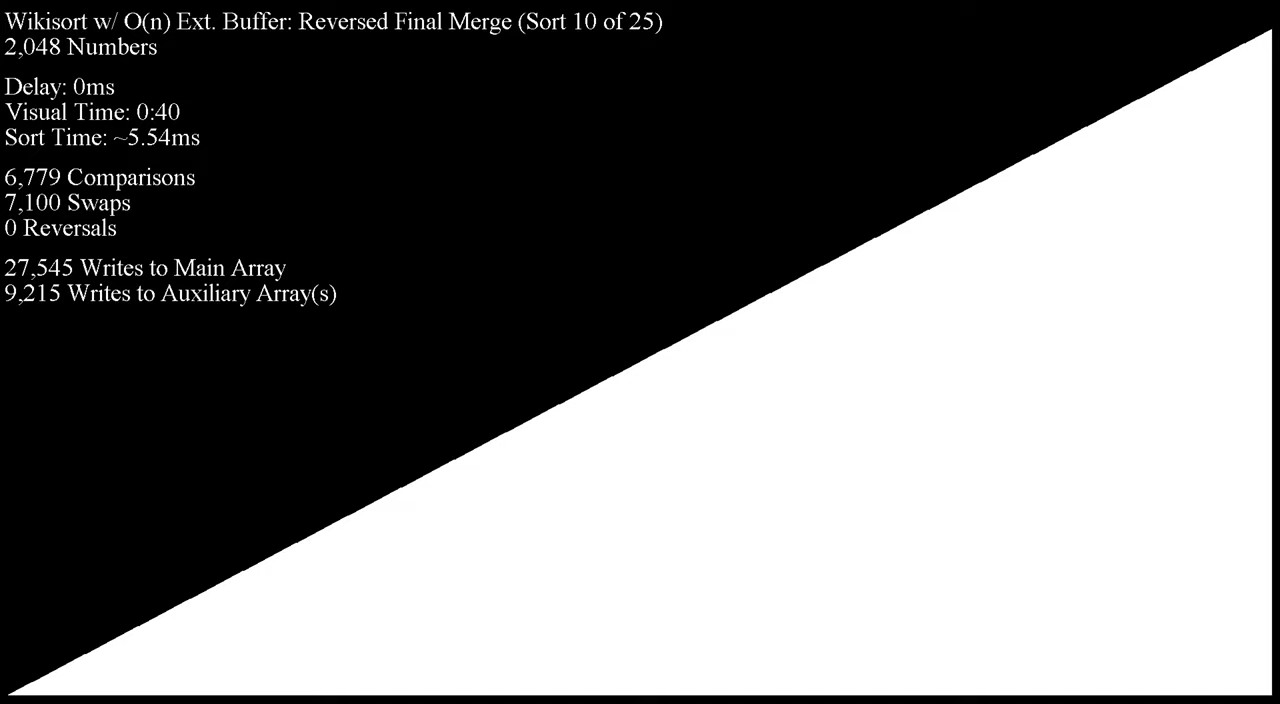 Wikisort w/ O(n) Ext. Buffer: Reversed Final Merge (Sort 10 of 25)
2,048 Numbers
Delay: 0ms
Visual Time: 0:40
Sort Time: ~5.54ms
6,779 Comparisons
7,100 Swaps
0 Reversals
27,545 Writes to Main Array
9,215 Writes to Auxiliary Array(s)